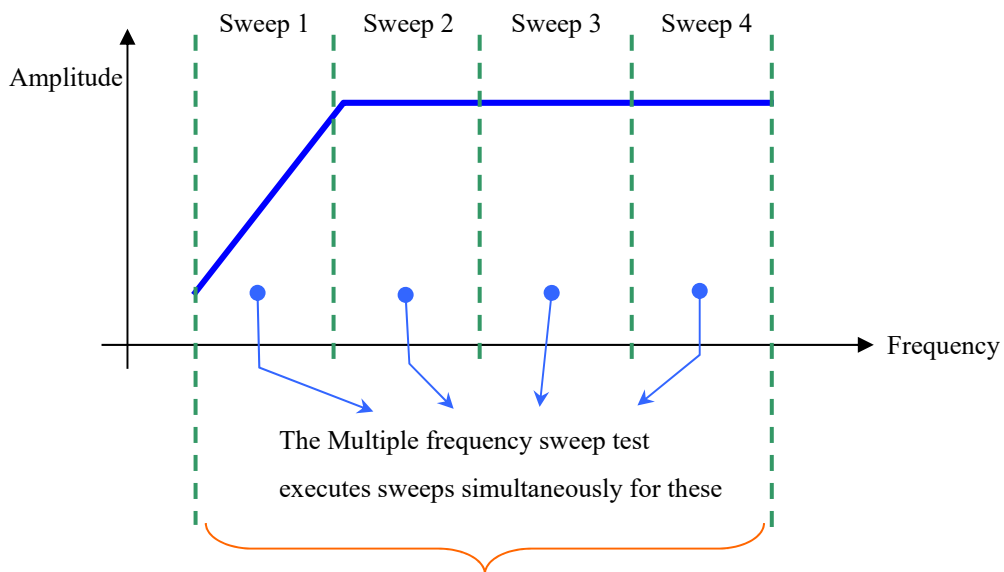 Sweep 1
Sweep 2
Sweep 3
Sweep 4
Amplitude
Frequency
The Multiple frequency sweep test
executes sweeps simultaneously for these